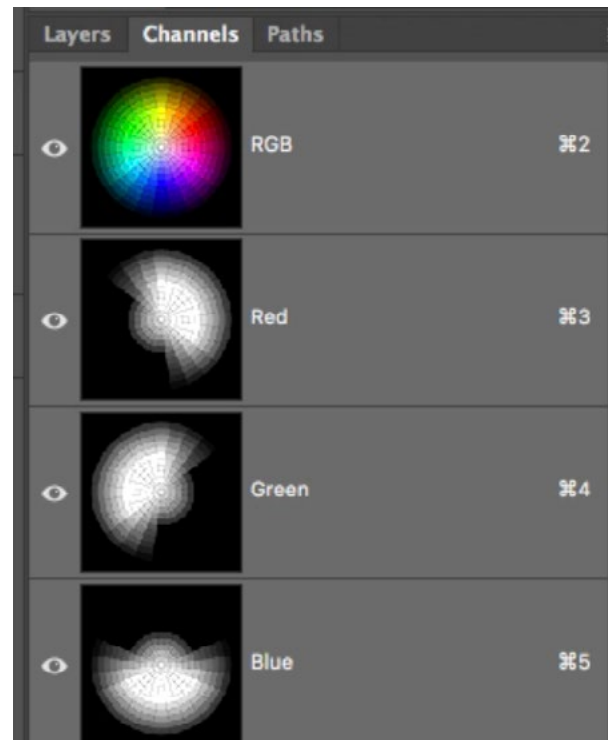 Layers Channels Paths
RGB ⌘2
Red ⌘3
Green ⌘4
Blue ⌘5